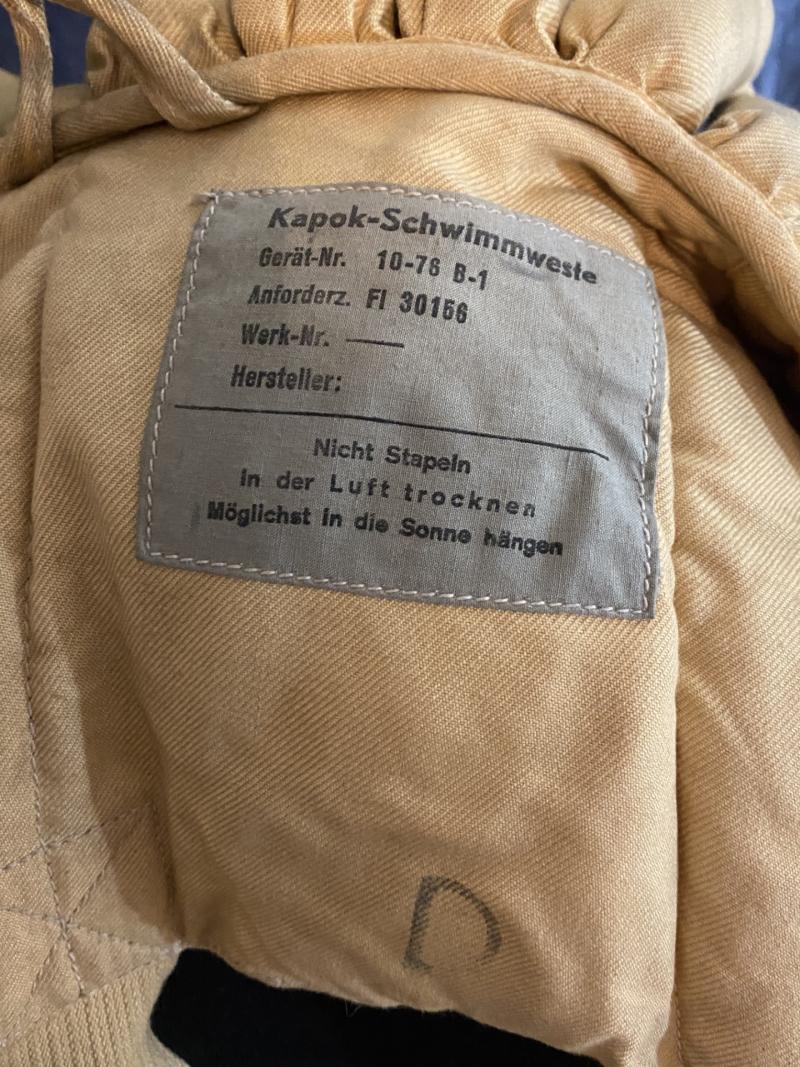 Kapok-Schwimmweste
Gerät-Nr. 10-76 B-1
Anforderz. Fl 30156
Werk-Nr. —
Hersteller:
Nicht Stapeln
In der Luft trocknen
Möglichst in die Sonne hängen
D